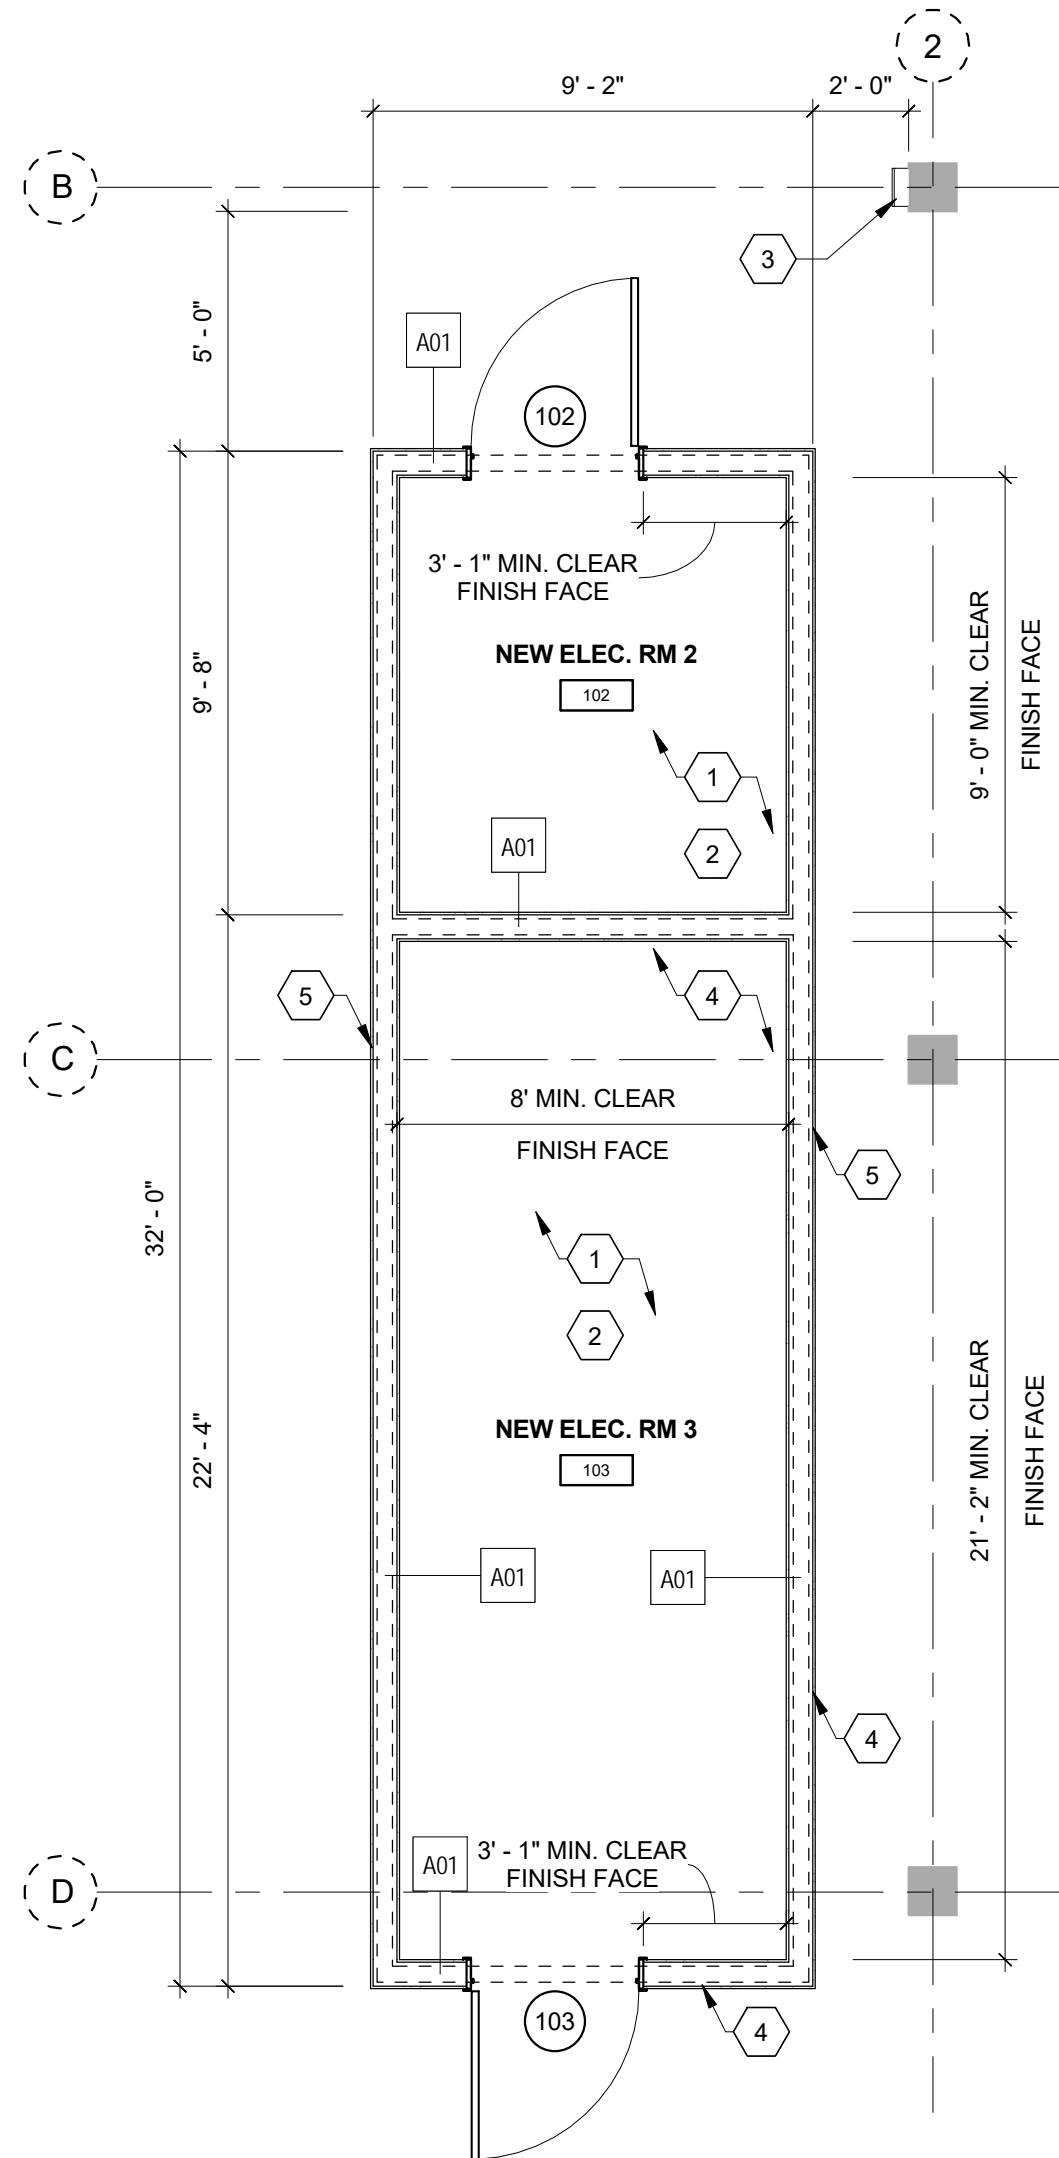 2
9' - 2"
2' - 0"
B
3
5' - 0"
A01
102
3' - 1" MIN. CLEAR
FINISH FACE
NEW ELEC. RM 2
102
9' - 8"
9' - 0" MIN. CLEAR
FINISH FACE
1
A01
2
5
4
C
8' MIN. CLEAR
FINISH FACE
5
32' - 0"
1
2
22' - 4"
NEW ELEC. RM 3
103
21' - 2" MIN. CLEAR
FINISH FACE
A01
A01
4
3' - 1" MIN. CLEAR
FINISH FACE
A01
D
103
4